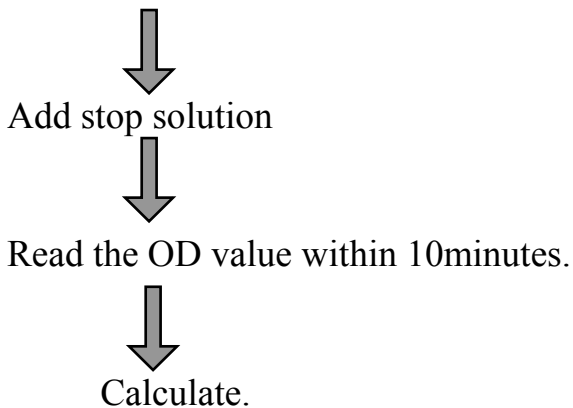 Add stop solution
Read the OD value within 10minutes.
Calculate.